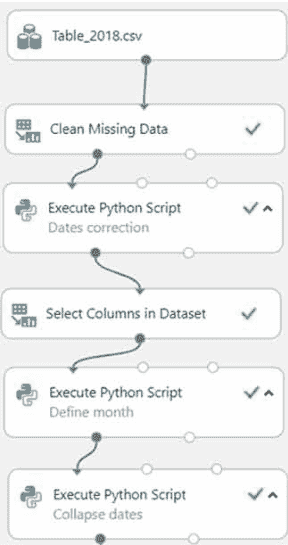 Table_2018.csv
Clean Missing Data
Execute Python Script
Dates correction
Select Columns in Dataset
Execute Python Script
Define month
Execute Python Script
Collapse dates